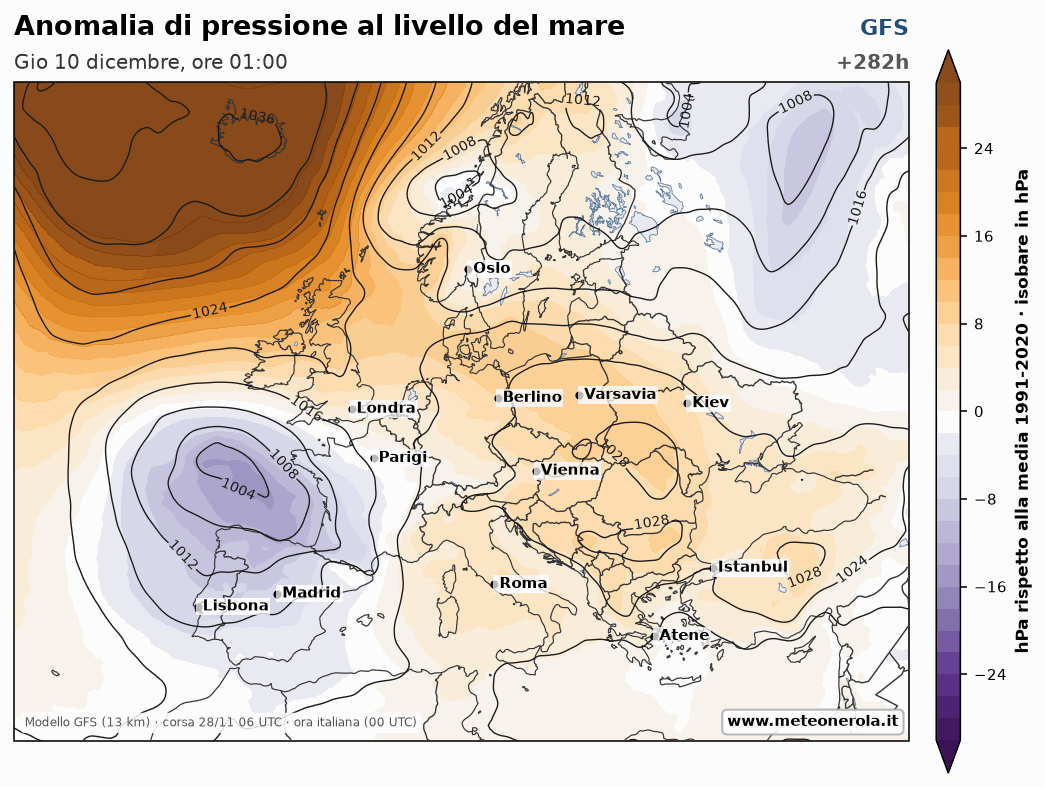 Anomalia di pressione al livello del mare
GFS
Gio 10 dicembre, ore 01:00
+282h
1012
1004
1008
1036
1012
1008
1016
1004
Oslo
1024
24
16
8
0
−8
−16
−24
hPa rispetto alla media 1991-2020 · isobare in hPa
Berlino
Varsavia
Kiev
1016
Londra
Parigi
1008
1028
Vienna
1004
1028
1012
Istanbul
1028
1024
Roma
Madrid
Lisbona
Atene
Modello GFS (13 km) · corsa 28/11 06 UTC · ora italiana (00 UTC)
www.meteonerola.it